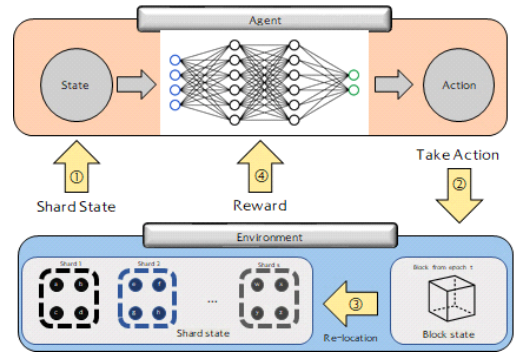 Agent
State
Action
①
④
Take Action
②
Shard State
Reward
Environment
Shard 1
Shard 2
Shard s
Block from epoch t
a b
e f
w x
...
③
c d
g h
y z
Shard state
Re-location
Block state